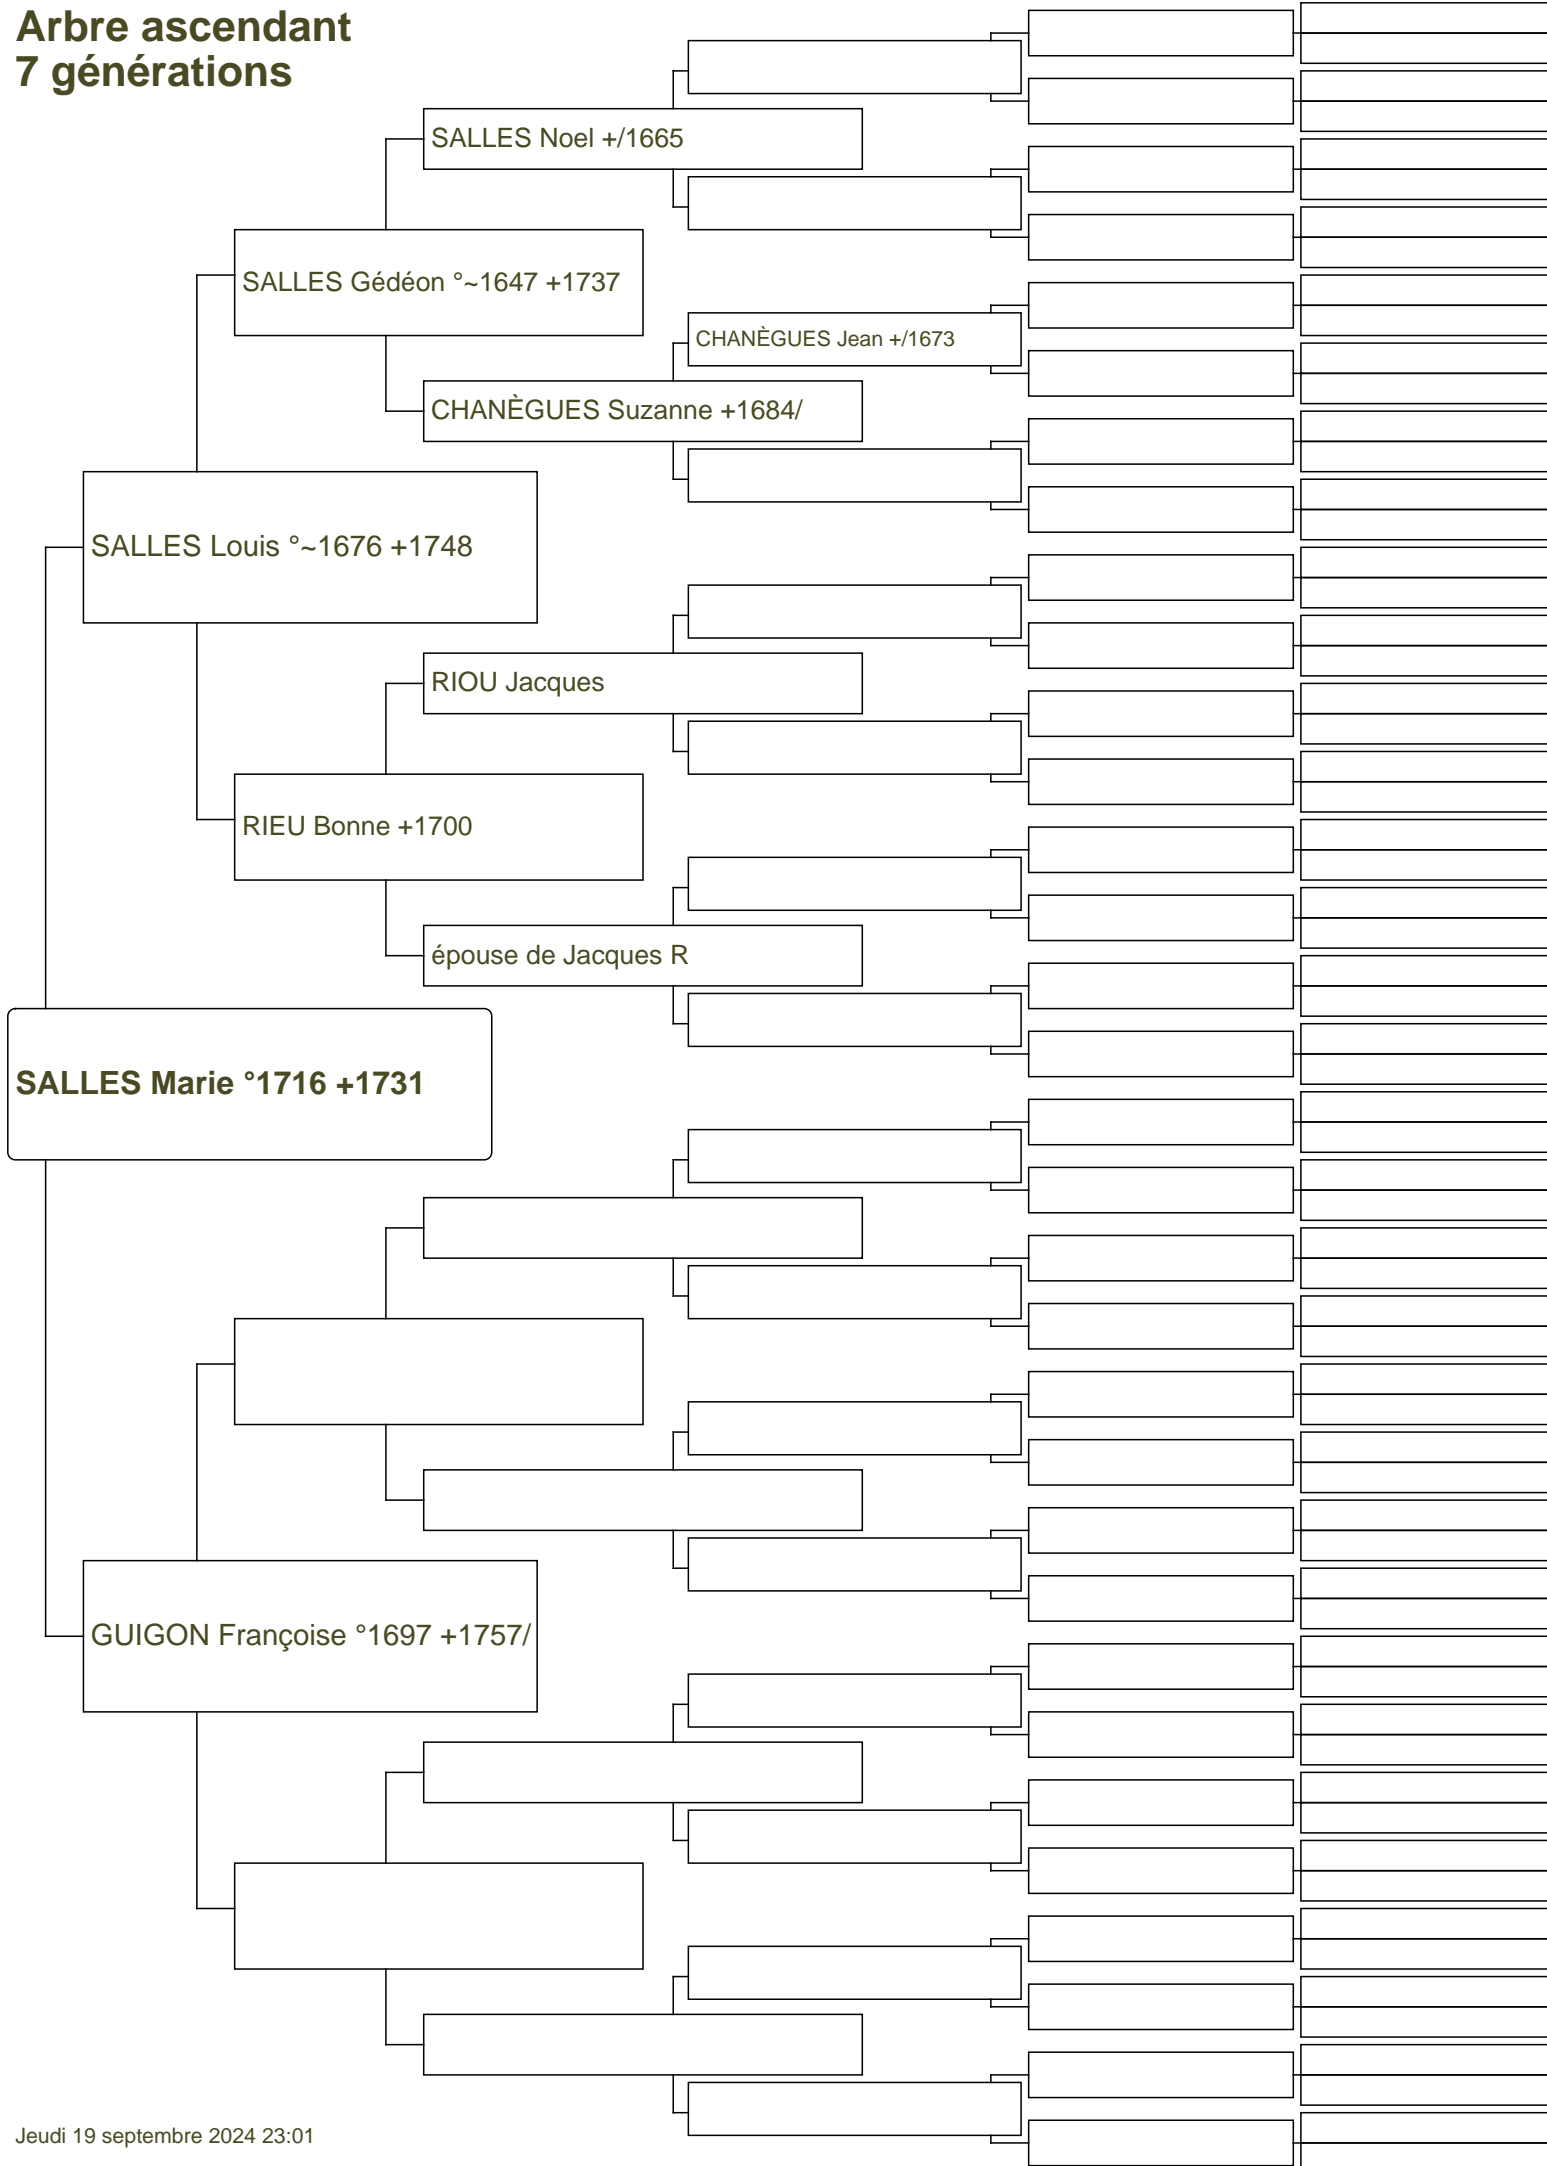 Arbre ascendant
7 générations
SALLES Noel +/1665
SALLES Gédéon °~1647 +1737
CHANÈGUES Jean +/1673
CHANÈGUES Suzanne +1684/
SALLES Louis °~1676 +1748
RIOU Jacques
RIEU Bonne +1700
épouse de Jacques R
SALLES Marie °1716 +1731
GUIGON Françoise °1697 +1757/
Jeudi 19 septembre 2024 23:01